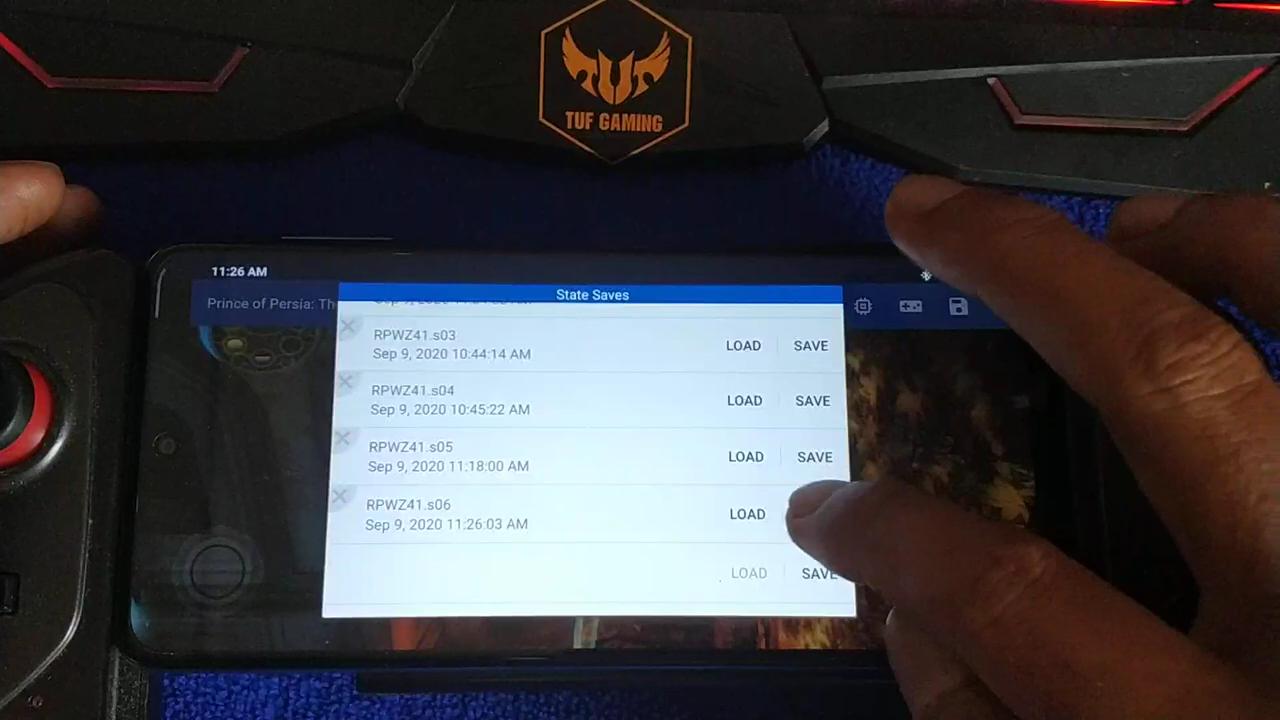 TUF GAMING
11:26 AM
State Saves
Prince of Persia: Th
RPWZ41.s03
Sep 9, 2020 10:44:14 AM
LOAD SAVE
RPWZ41.s04
Sep 9, 2020 10:45:22 AM
LOAD SAVE
RPWZ41.s05
Sep 9, 2020 11:18:00 AM
LOAD SAVE
RPWZ41.s06
Sep 9, 2020 11:26:03 AM
LOAD
LOAD SAVE